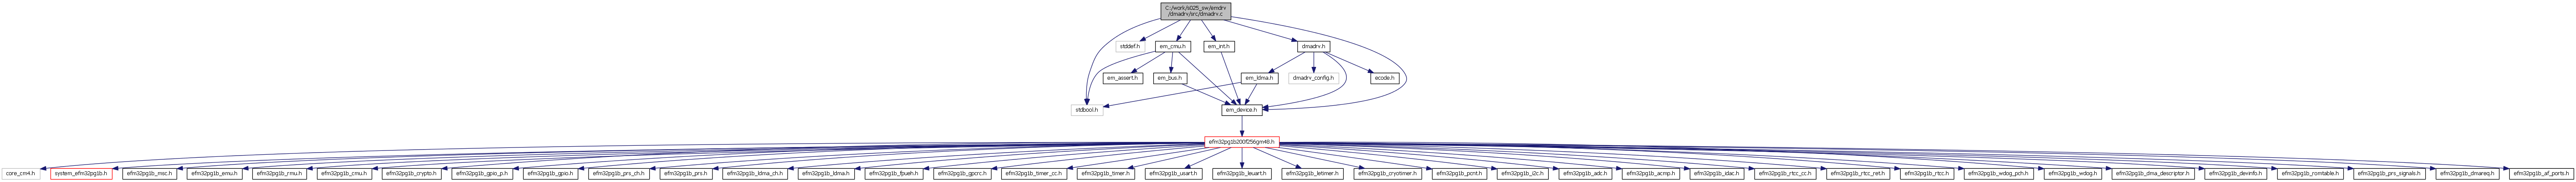 C:/work/s025_sw/emdrv
/dmadrv/src/dmadrv.c
stddef.h
em_cmu.h
em_int.h
dmadrv.h
em_assert.h
em_bus.h
em_ldma.h
dmadrv_config.h
ecode.h
stdbool.h
em_device.h
efm32pg1b200f256gm48.h
core_cm4.h
system_efm32pg1b.h
efm32pg1b_msc.h
efm32pg1b_emu.h
efm32pg1b_rmu.h
efm32pg1b_cmu.h
efm32pg1b_crypto.h
efm32pg1b_gpio_p.h
efm32pg1b_gpio.h
efm32pg1b_prs_ch.h
efm32pg1b_prs.h
efm32pg1b_ldma_ch.h
efm32pg1b_ldma.h
efm32pg1b_fpueh.h
efm32pg1b_gpcrc.h
efm32pg1b_timer_cc.h
efm32pg1b_timer.h
efm32pg1b_usart.h
efm32pg1b_leuart.h
efm32pg1b_letimer.h
efm32pg1b_cryotimer.h
efm32pg1b_pcnt.h
efm32pg1b_i2c.h
efm32pg1b_adc.h
efm32pg1b_acmp.h
efm32pg1b_idac.h
efm32pg1b_rtcc_cc.h
efm32pg1b_rtcc_ret.h
efm32pg1b_rtcc.h
efm32pg1b_wdog_pch.h
efm32pg1b_wdog.h
efm32pg1b_dma_descriptor.h
efm32pg1b_devinfo.h
efm32pg1b_romtable.h
efm32pg1b_prs_signals.h
efm32pg1b_dmareq.h
efm32pg1b_af_ports.h